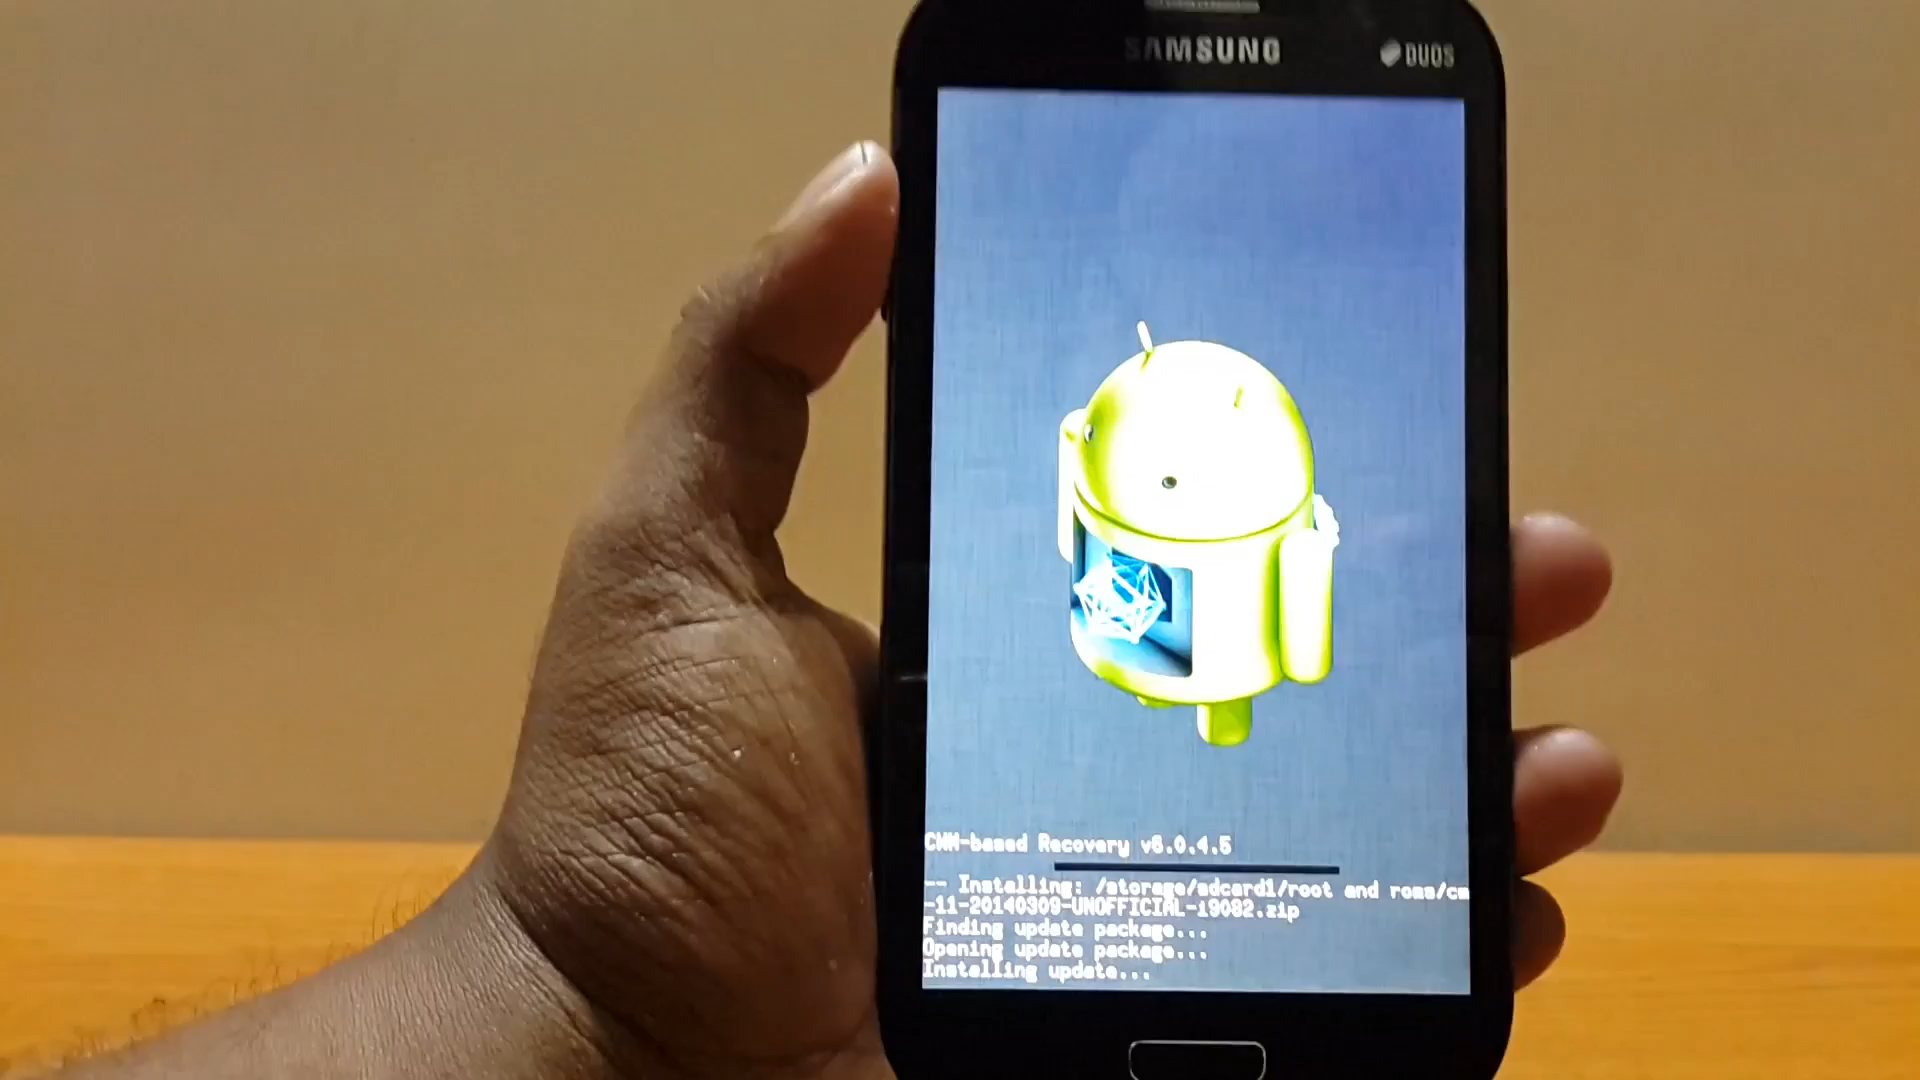 SAMSUNG
DUOS
CWM-based Recovery v6.0.4.5
-- Installing: /storage/sdcard1/root and roms/cm
-11-20140309-UNOFFICIAL-i9082.zip
Finding update package...
Opening update package...
Installing update...